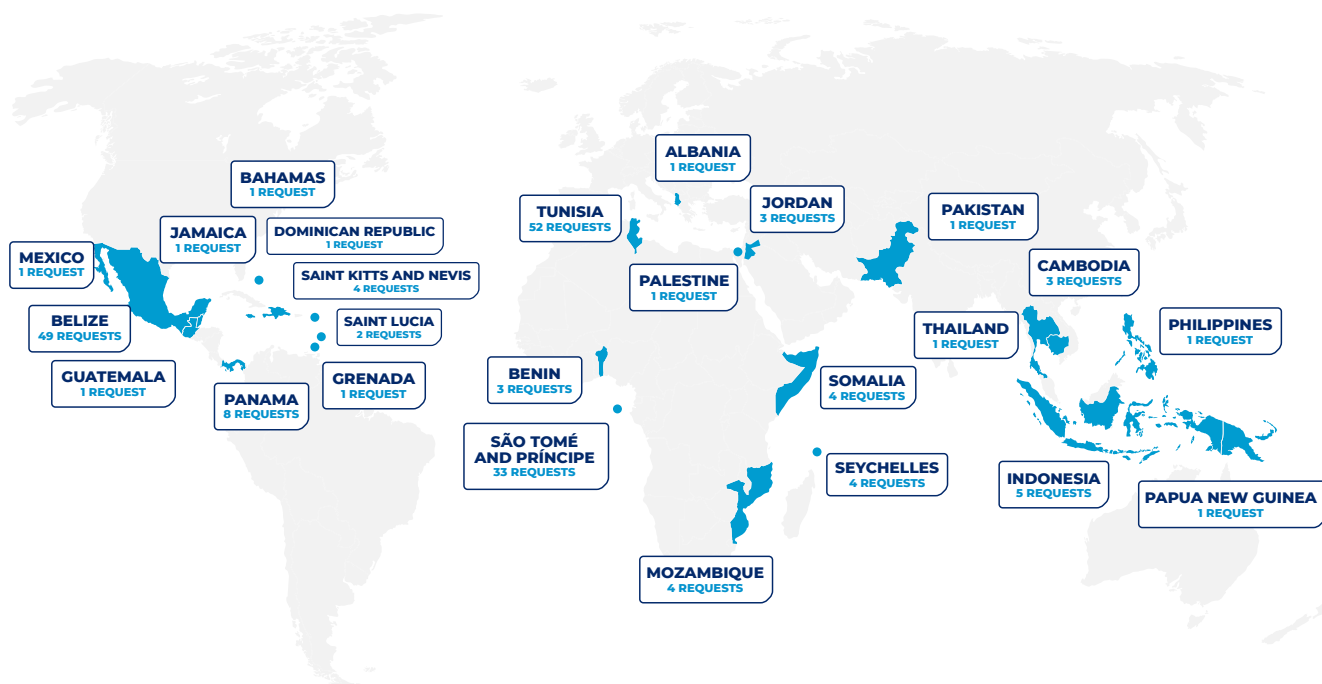 ALBANIA
1 REQUEST
BAHAMAS
1 REQUEST
JORDAN
3 REQUESTS
PAKISTAN
1 REQUEST
TUNISIA
52 REQUESTS
JAMAICA
1 REQUEST
DOMINICAN REPUBLIC
1 REQUEST
MEXICO
1 REQUEST
CAMBODIA
3 REQUESTS
SAINT KITTS AND NEVIS
4 REQUESTS
PALESTINE
1 REQUEST
BELIZE
49 REQUESTS
SAINT LUCIA
2 REQUESTS
THAILAND
1 REQUEST
PHILIPPINES
1 REQUEST
GUATEMALA
1 REQUEST
GRENADA
1 REQUEST
BENIN
3 REQUESTS
SOMALIA
4 REQUESTS
PANAMA
8 REQUESTS
SÃO TOMÉ
AND PRÍNCIPE
33 REQUESTS
SEYCHELLES
4 REQUESTS
INDONESIA
5 REQUESTS
PAPUA NEW GUINEA
1 REQUEST
MOZAMBIQUE
4 REQUESTS